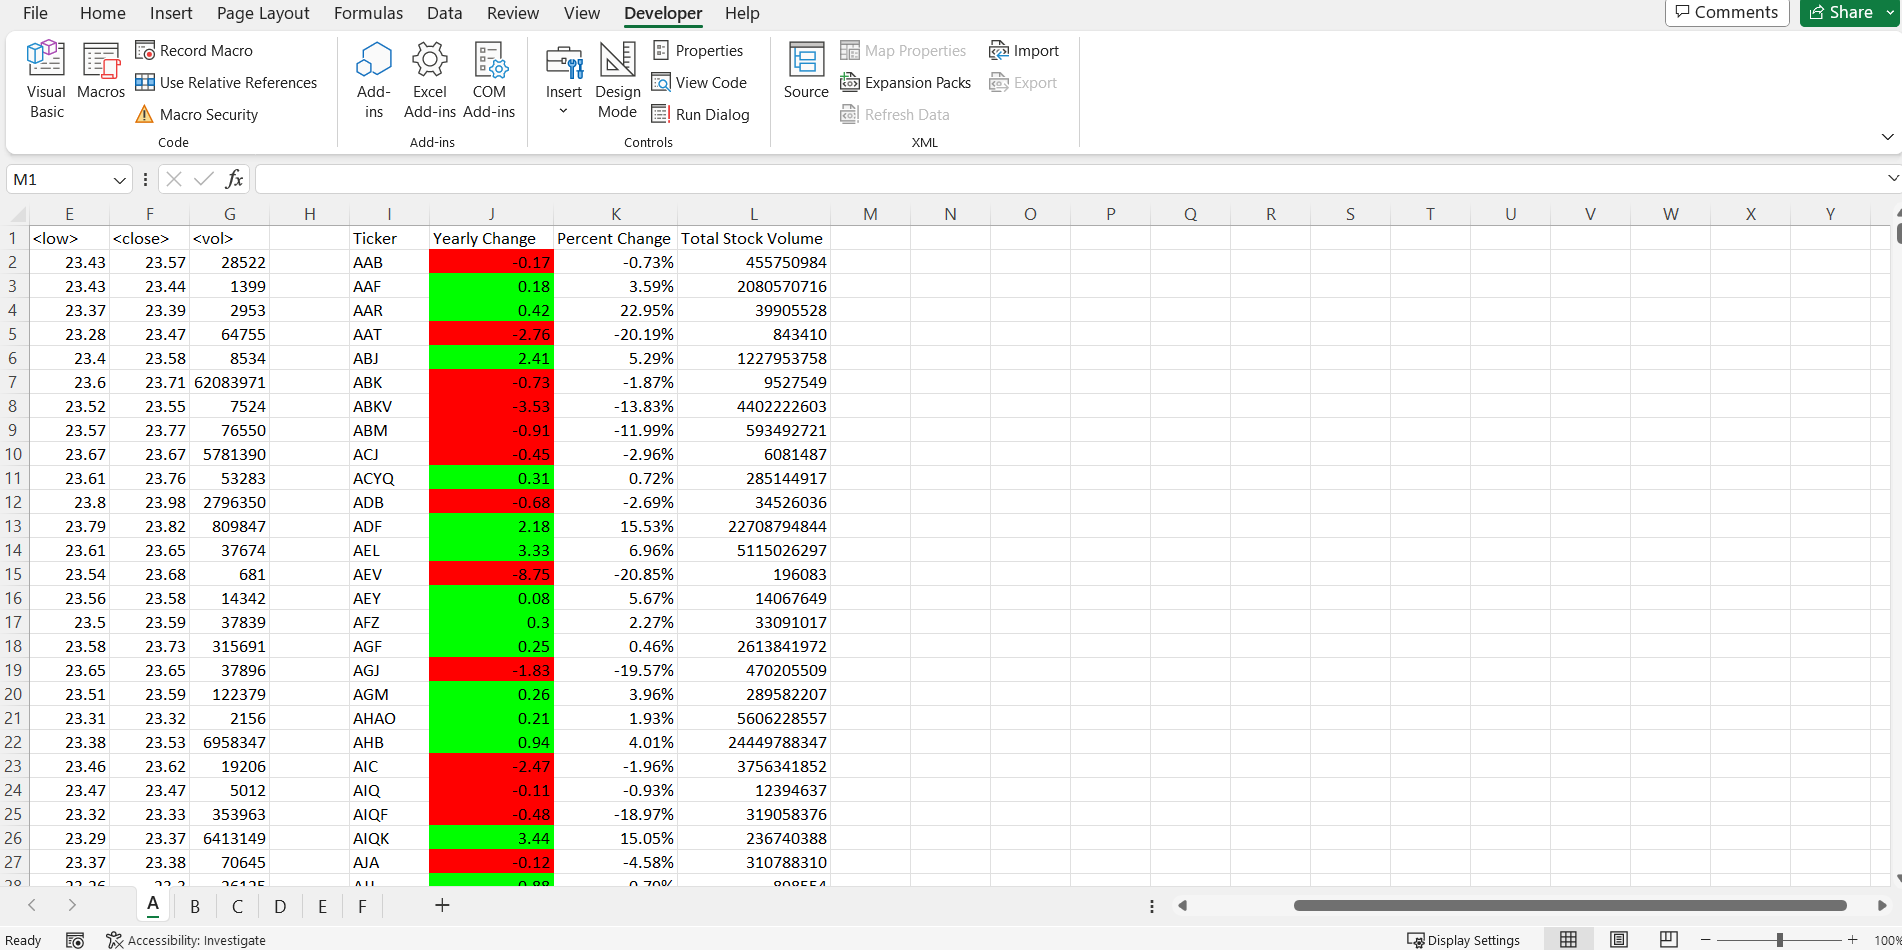 File Home Insert Page Layout Formulas Data Review View Developer Help Comments Share
Record Macro Properties Map Properties Import
Use Relative References View Code Expansion Packs Export
Visual Basic Macros Add-ins Excel Add-ins COM Add-ins Insert Design Mode Source
Macro Security Run Dialog Refresh Data
Code Add-ins Controls XML
M1 fx
E F G H I J K L M N O P Q R S T U V W X Y
1 <low> <close> <vol> Ticker Yearly Change Percent Change Total Stock Volume
2 23.43 23.57 28522 AAB -0.17 -0.73% 455750984
3 23.43 23.44 1399 AAF 0.18 3.59% 2080570716
4 23.37 23.39 2953 AAR 0.42 22.95% 39905528
5 23.28 23.47 64755 AAT -2.76 -20.19% 843410
6 23.4 23.58 8534 ABJ 2.41 5.29% 1227953758
7 23.6 23.71 62083971 ABK -0.73 -1.87% 9527549
8 23.52 23.55 7524 ABKV -3.53 -13.83% 4402222603
9 23.57 23.77 76550 ABM -0.91 -11.99% 593492721
10 23.67 23.67 5781390 ACJ -0.45 -2.96% 6081487
11 23.61 23.76 53283 ACYQ 0.31 0.72% 285144917
12 23.8 23.98 2796350 ADB -0.68 -2.69% 34526036
13 23.79 23.82 809847 ADF 2.18 15.53% 22708794844
14 23.61 23.65 37674 AEL 3.33 6.96% 5115026297
15 23.54 23.68 681 AEV -8.75 -20.85% 196083
16 23.56 23.58 14342 AEY 0.08 5.67% 14067649
17 23.5 23.59 37839 AFZ 0.3 2.27% 33091017
18 23.58 23.73 315691 AGF 0.25 0.46% 2613841972
19 23.65 23.65 37896 AGJ -1.83 -19.57% 470205509
20 23.51 23.59 122379 AGM 0.26 3.96% 289582207
21 23.31 23.32 2156 AHAO 0.21 1.93% 5606228557
22 23.38 23.53 6958347 AHB 0.94 4.01% 24449788347
23 23.46 23.62 19206 AIC -2.47 -1.96% 3756341852
24 23.47 23.47 5012 AIQ -0.11 -0.93% 12394637
25 23.32 23.33 353963 AIQF -0.48 -18.97% 319058376
26 23.29 23.37 6413149 AIQK 3.44 15.05% 236740388
27 23.37 23.38 70645 AJA -0.12 -4.58% 310788310
A B C D E F
Ready Accessibility: Investigate Display Settings 100%